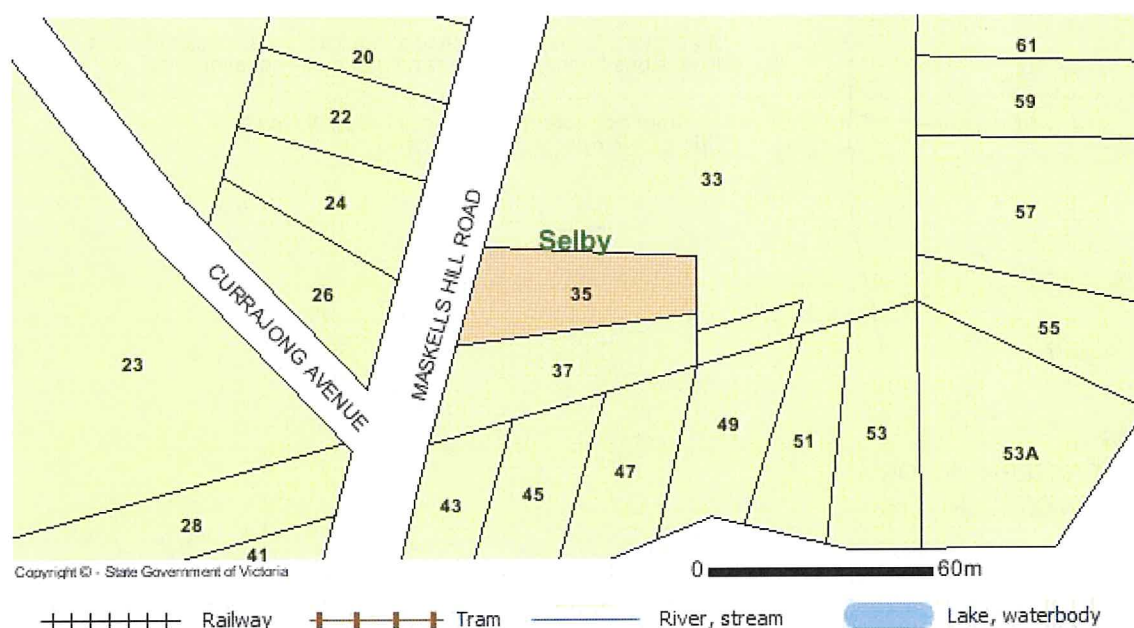 20
61
59
22
33
24
57
Selby
MASKELLS HILL ROAD
35
26
CURRAJONG AVENUE
55
23
37
49
51
53
53A
47
45
43
28
41
Copyright © - State Government of Victoria
0 60m
Railway Tram River, stream Lake, waterbody